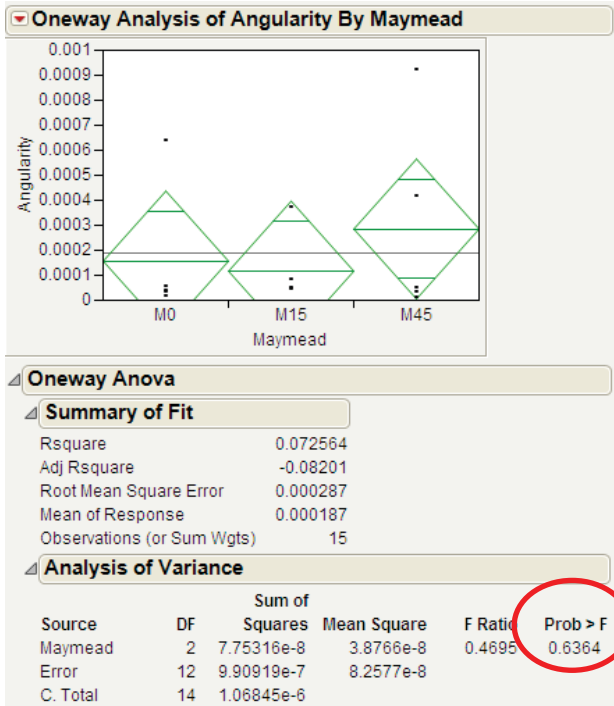 Oneway Analysis of Angularity By Maymead
0.001
0.0009
0.0008
0.0007
0.0006
0.0005
0.0004
0.0003
0.0002
0.0001
0
Angularity
M0 M15 M45
Maymead
Oneway Anova
Summary of Fit
Rsquare 0.072564
Adj Rsquare -0.08201
Root Mean Square Error 0.000287
Mean of Response 0.000187
Observations (or Sum Wgts) 15
Analysis of Variance
Sum of
Source DF Squares Mean Square F Ratio Prob > F
Maymead 2 7.75316e-8 3.8766e-8 0.4695 0.6364
Error 12 9.90919e-7 8.2577e-8
C. Total 14 1.06845e-6